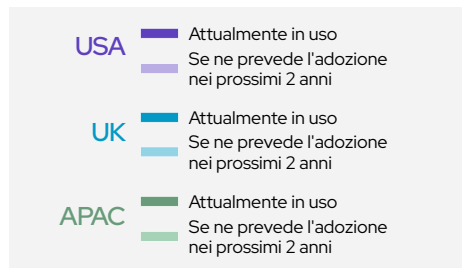 USA
Attualmente in uso
Se ne prevede l'adozione
nei prossimi 2 anni
UK
Attualmente in uso
Se ne prevede l'adozione
nei prossimi 2 anni
APAC
Attualmente in uso
Se ne prevede l'adozione
nei prossimi 2 anni